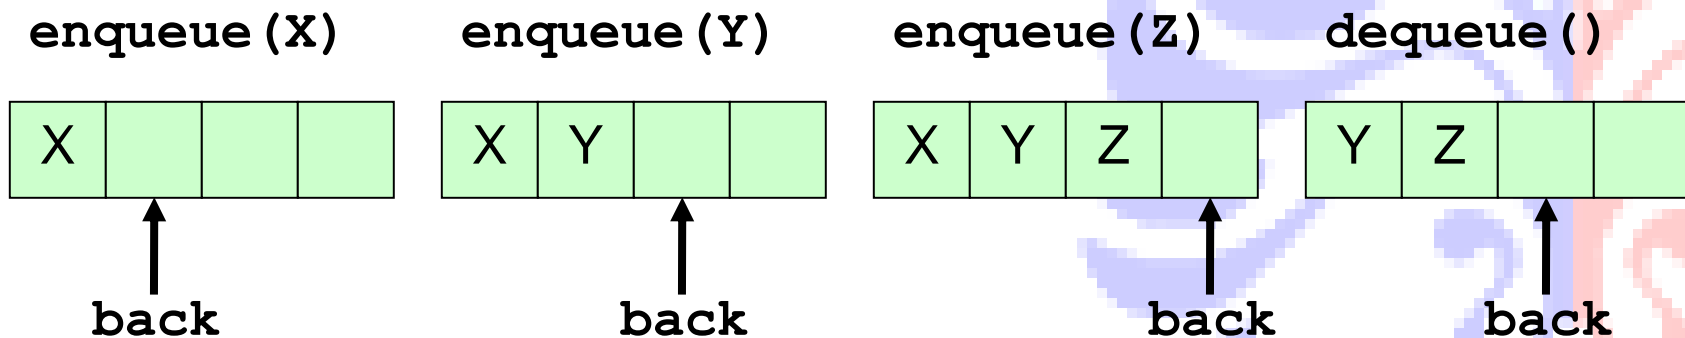 enqueue(X) enqueue(Y) enqueue(Z) dequeue()
X X Y X Y Z Y Z
back back back back